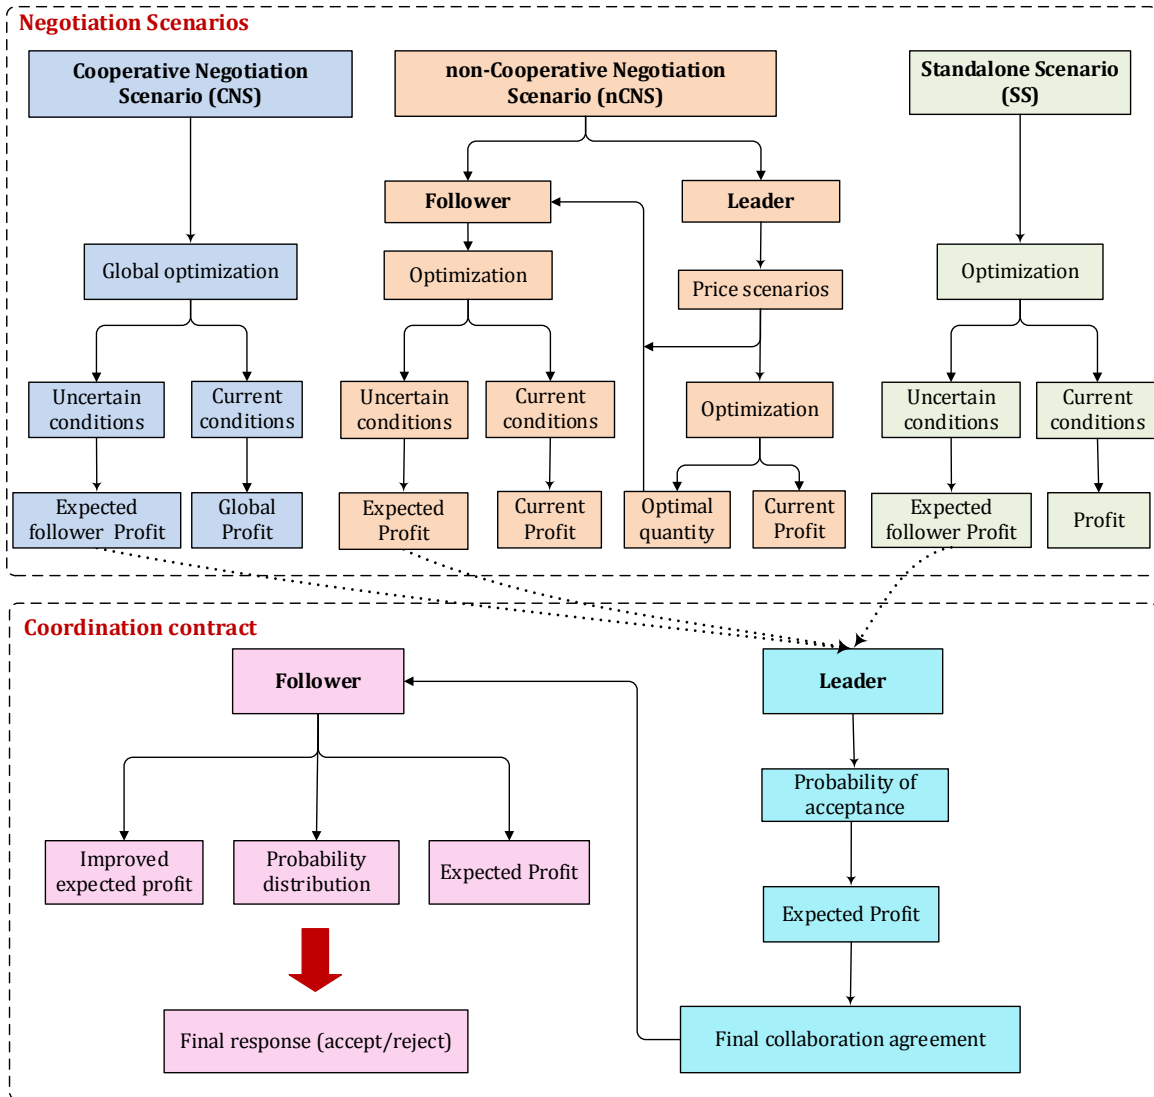 Negotiation Scenarios
Cooperative Negotiation
Scenario (CNS)
non-Cooperative Negotiation
Scenario (nCNS)
Standalone Scenario
(SS)
Follower
Leader
Global optimization
Optimization
Price scenarios
Optimization
Uncertain
conditions
Current
conditions
Uncertain
conditions
Current
conditions
Optimization
Uncertain
conditions
Current
conditions
Expected
follower Profit
Global
Profit
Expected
Profit
Current
Profit
Optimal
quantity
Current
Profit
Expected
follower Profit
Profit
Coordination contract
Follower
Leader
Probability of
acceptance
Improved
expected profit
Probability
distribution
Expected Profit
Expected Profit
Final response (accept/reject)
Final collaboration agreement